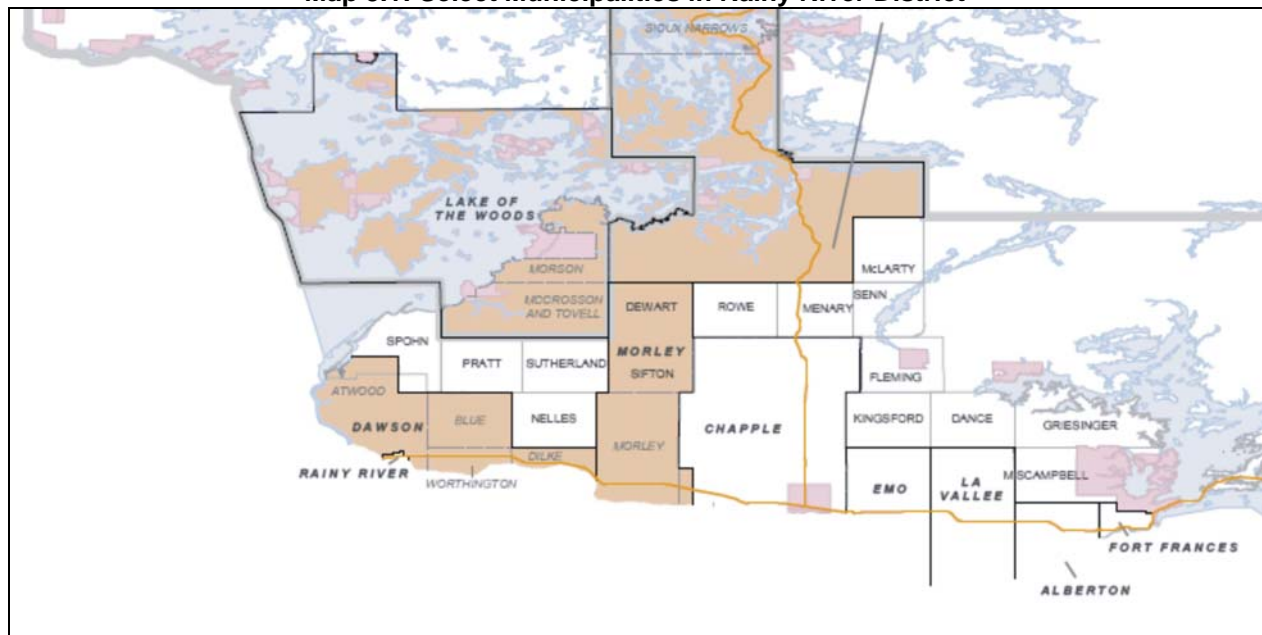 Map Select Municipalities in Rainy River District
SIOUX NARROWS
LAKE OF
THE WOODS
MORSON
MCCROSSON
AND TOVELL
McLARTY
DEWART
ROWE
MENARY
SENN
SPOHN
PRATT
SUTHERLAND
MORLEY
SIFTON
FLEMING
ATWOOD
DAWSON
BLUE
NELLES
MORLEY
CHAPPLE
KINGSFORD
DANCE
GRIESINGER
RAINY RIVER
WORTHINGTON
DILKE
EMO
LA
VALLEE
MISCAMPBELL
FORT FRANCES
ALBERTON